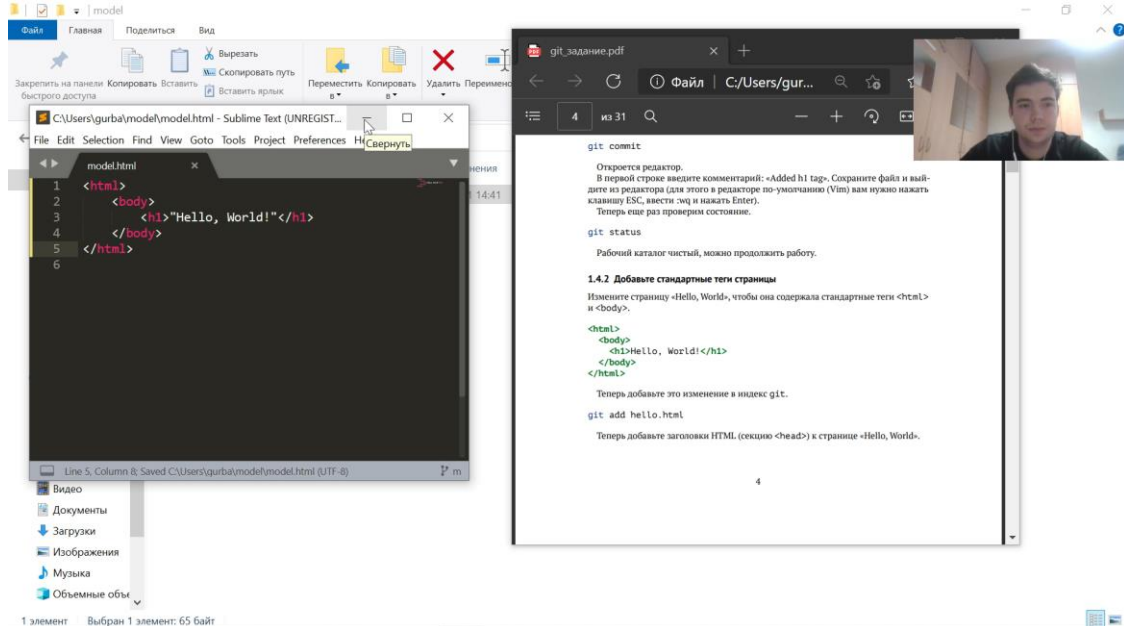 model
Файл Главная Поделиться Вид
Закрепить на панели быстрого доступа
Копировать
Вставить
Вырезать
Скопировать путь
Вставить ярлык
Переместить в
Копировать в
Удалить
C:\Users\gurba\model\model.html - Sublime Text (UNREGIST...
Свернуть
File Edit Selection Find View Goto Tools Project Preferences
model.html
1 <html>
2 <body>
3 <h1>"Hello, World!"</h1>
4 </body>
5 </html>
6
Line 5, Column 8; Saved C:\Users\gurba\model\model.html (UTF-8) m
14:41
Видео
Документы
Загрузки
Изображения
Музыка
Объемные объе
1 элемент Выбран 1 элемент: 65 байт
git_задание.pdf
Файл C:/Users/gur...
4 из 31
git commit
Откроется редактор.
В первой строке введите комментарий: «Added h1 tag». Сохраните файл и вый-
дите из редактора (для этого в редакторе по-умолчанию (Vim) вам нужно нажать
клавишу ESC, ввести :wq и нажать Enter).
Теперь еще раз проверим состояние.
git status
Рабочий каталог чистый, можно продолжить работу.
1.4.2 Добавьте стандартные теги страницы
Измените страницу «Hello, World», чтобы она содержала стандартные теги <html>
и <body>.
<html>
<body>
<h1>Hello, World!</h1>
</body>
</html>
Теперь добавьте это изменение в индекс git.
git add hello.html
Теперь добавьте заголовки HTML (секцию <head>) к странице «Hello, World».
4